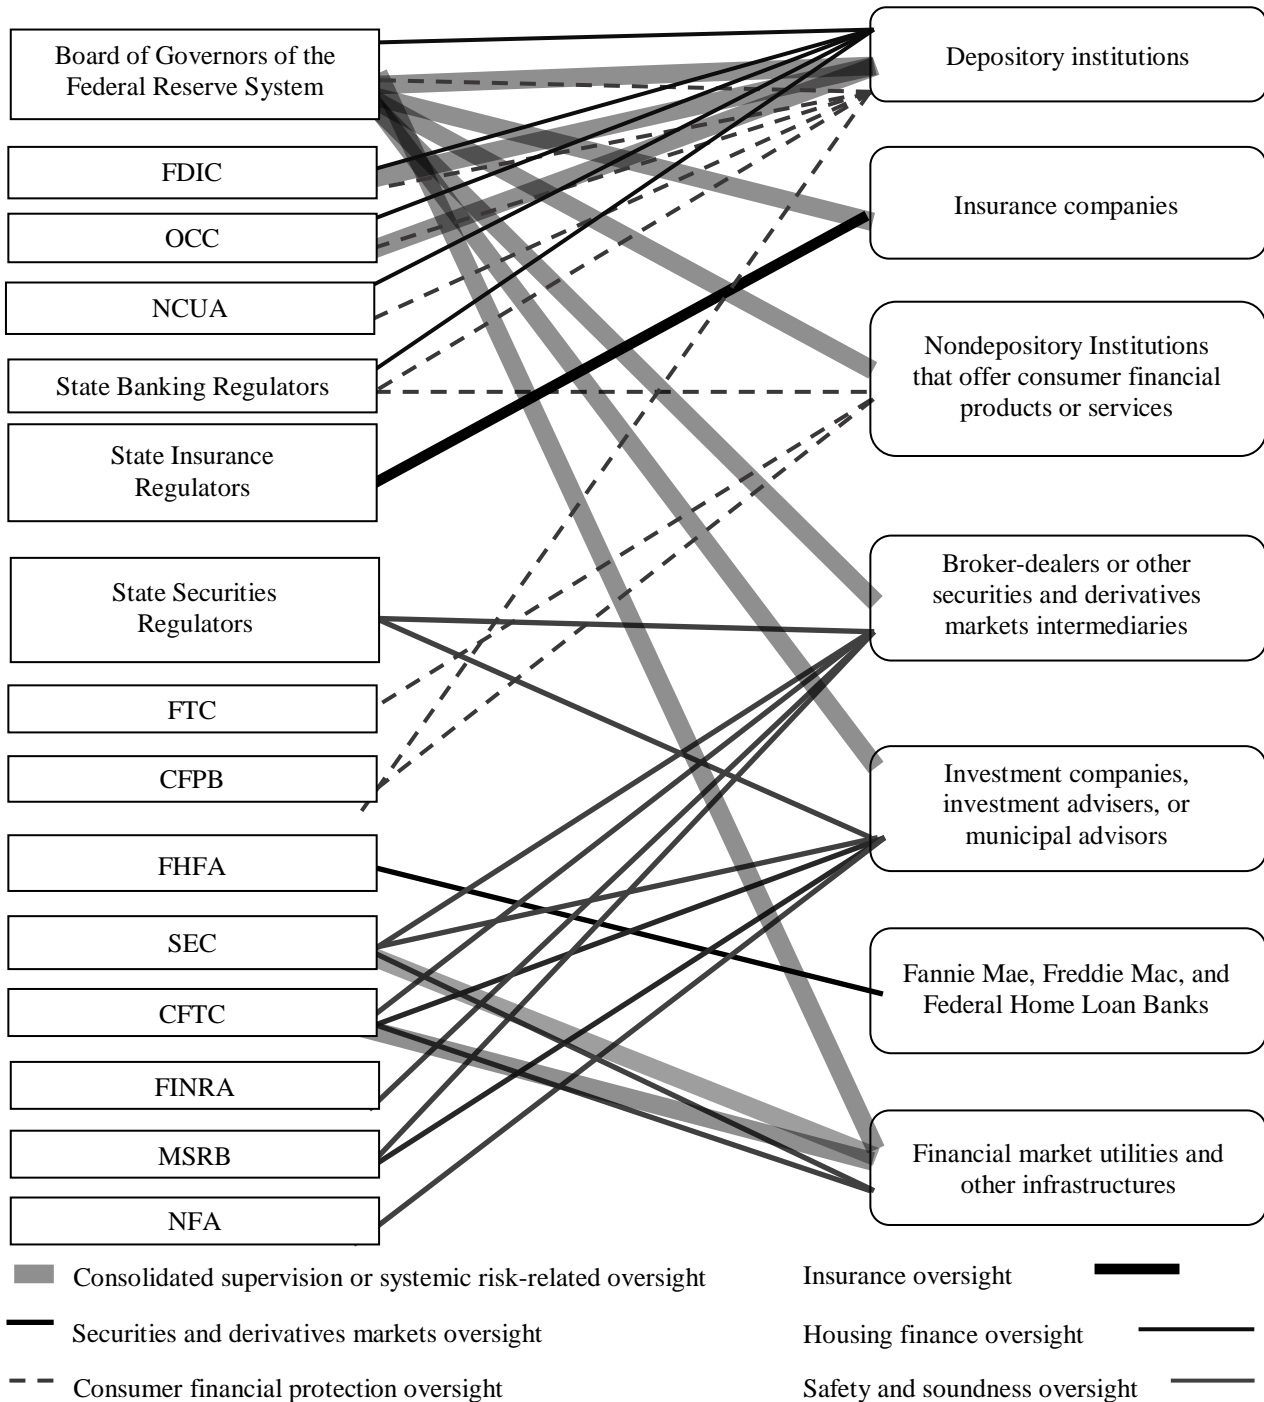 Board of Governors of the
Federal Reserve System
FDIC
OCC
NCUA
State Banking Regulators
State Insurance
Regulators
State Securities
Regulators
FTC
CFPB
FHFA
SEC
CFTC
FINRA
MSRB
NFA
Depository institutions
Insurance companies
Nondepository Institutions
that offer consumer financial
products or services
Broker-dealers or other
securities and derivatives
markets intermediaries
Investment companies,
investment advisers, or
municipal advisors
Fannie Mae, Freddie Mac, and
Federal Home Loan Banks
Financial market utilities and
other infrastructures
Consolidated supervision or systemic risk-related oversight
Securities and derivatives markets oversight
Consumer financial protection oversight
Insurance oversight
Housing finance oversight
Safety and soundness oversight